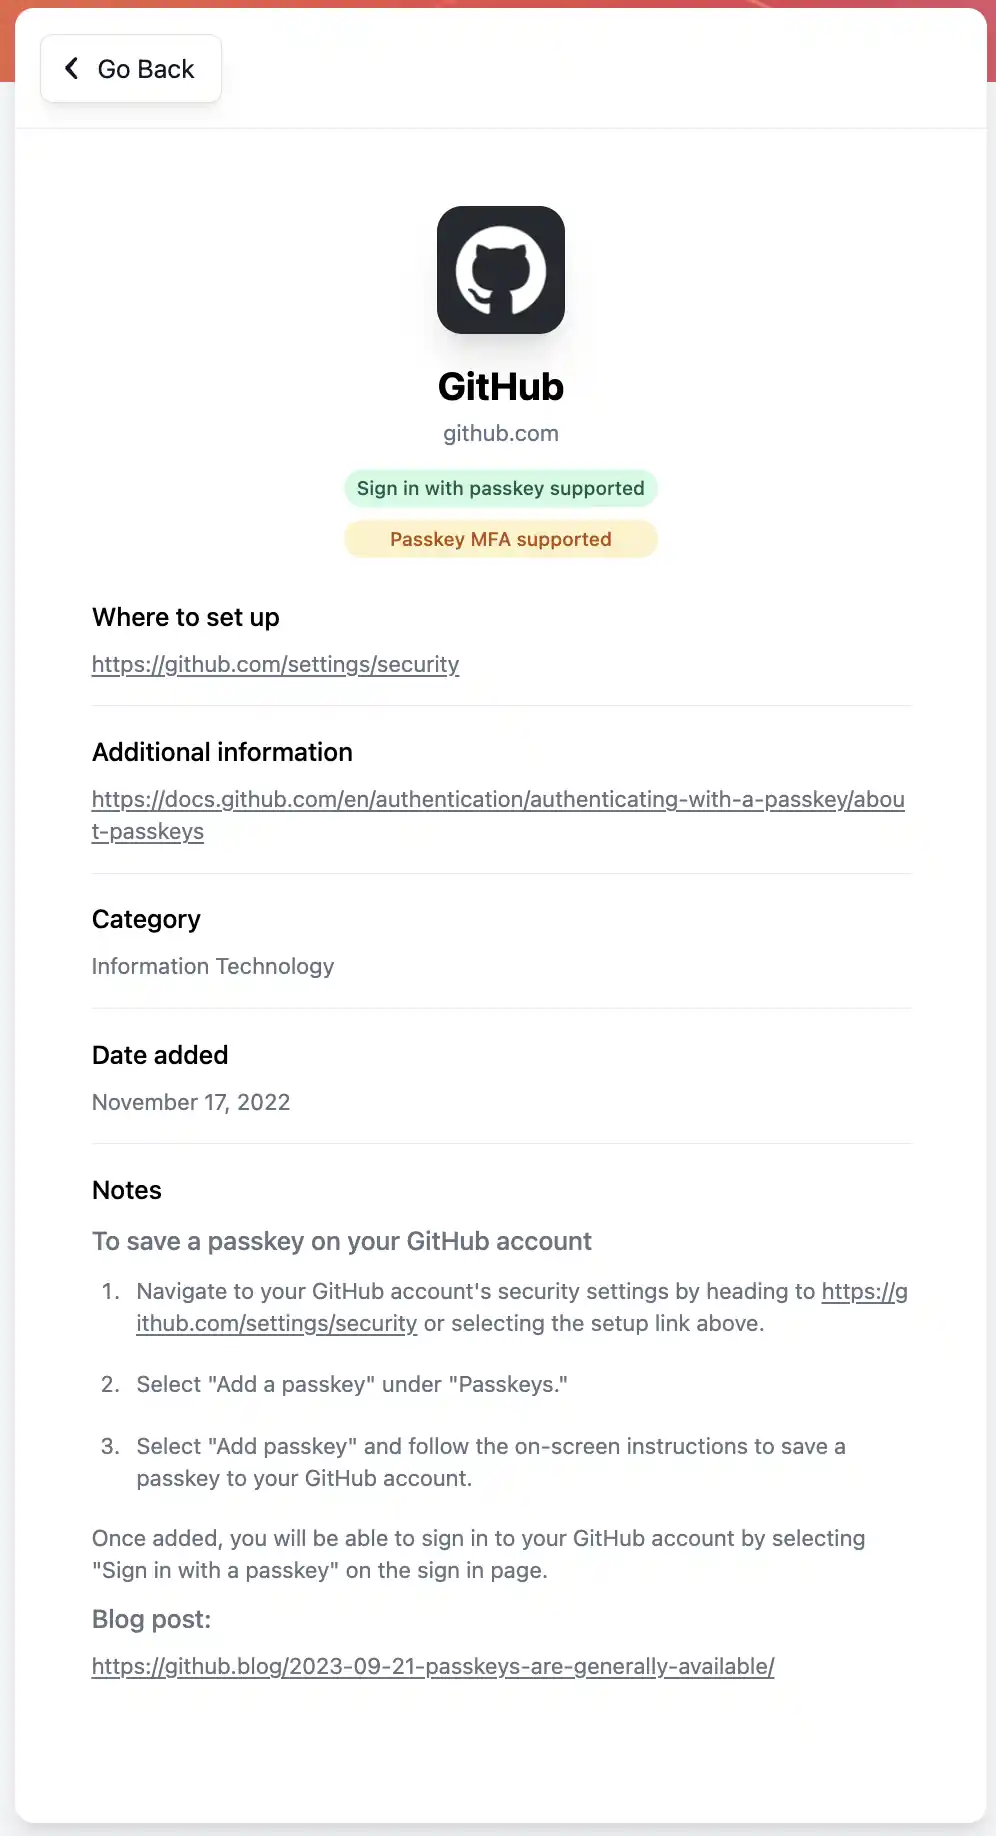 Go Back
GitHub
github.com
Sign in with passkey supported
Passkey MFA supported
Where to set up
https://github.com/settings/security
Additional information
https://docs.github.com/en/authentication/authenticating-with-a-passkey/abou
t-passkeys
Category
Information Technology
Date added
November 17, 2022
Notes
To save a passkey on your GitHub account
1. Navigate to your GitHub account's security settings by heading to https://g
ithub.com/settings/security or selecting the setup link above.
2. Select "Add a passkey" under "Passkeys."
3. Select "Add passkey" and follow the on-screen instructions to save a
passkey to your GitHub account.
Once added, you will be able to sign in to your GitHub account by selecting
"Sign in with a passkey" on the sign in page.
Blog post:
https://github.blog/2023-09-21-passkeys-are-generally-available/